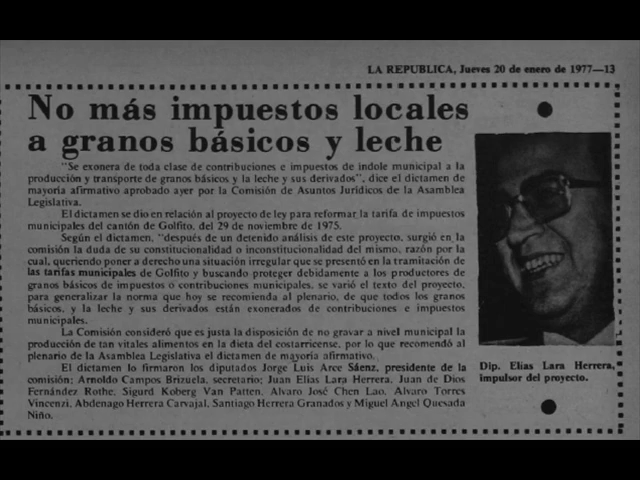 LA REPUBLICA, Jueves 20 de enero de 1977—13
No más impuestos locales
a granos básicos y leche
"Se exonera de toda clase de contribuciones e impuestos de indole municipal a la
producción y transporte de granos básicos y la leche y sus derivados", dice el dictamen de
mayoría afirmativo aprobado ayer por la Comisión de Asuntos Jurídicos de la Asamblea
Legislativa.
El dictamen se dio en relación al proyecto de ley para reformar la tarifa de impuestos
municipales del cantón de Golfito, del 29 de noviembre de 1975.
Según el dictamen, "después de un detenido análisis de este proyecto, surgió en la
comisión la duda de su constitucionalidad o inconstitucionalidad del mismo, razón por la
cual, queriendo poner a derecho una situación irregular que se presentó en la tramitación de
las tarifas municipales de Golfito y buscando proteger debidamente a los productores de
granos básicos de impuestos o contribuciones municipales, se varió el texto del proyecto,
para generalizar la norma que hoy se recomienda al plenario, de que todos los granos
básicos, y la leche y sus derivados están exonerados de contribuciones e impuestos
municipales.
La Comisión consideró que es justa la disposición de no gravar a nivel municipal la
producción de tan vitales alimentos en la dieta del costarricense, por lo que recomendó al
plenario de la Asamblea Legislativa el dictamen de mayoría afirmativo.
El dictamen lo firmaron los diputados Jorge Luis Arce Sáenz, presidente de la
comisión; Arnoldo Campos Brizuela, secretario; Juan Elías Lara Herrera, Juan de Dios
Fernández Rothe, Sigurd Koberg Van Patten, Alvaro José Chen Lao, Alvaro Torres
Vincenzi, Abdenago Herrera Carvajal, Santiago Herrera Granados y Miguel Angel Quesada
Niño.
Dip. Elías Lara Herrera,
impulsor del proyecto.